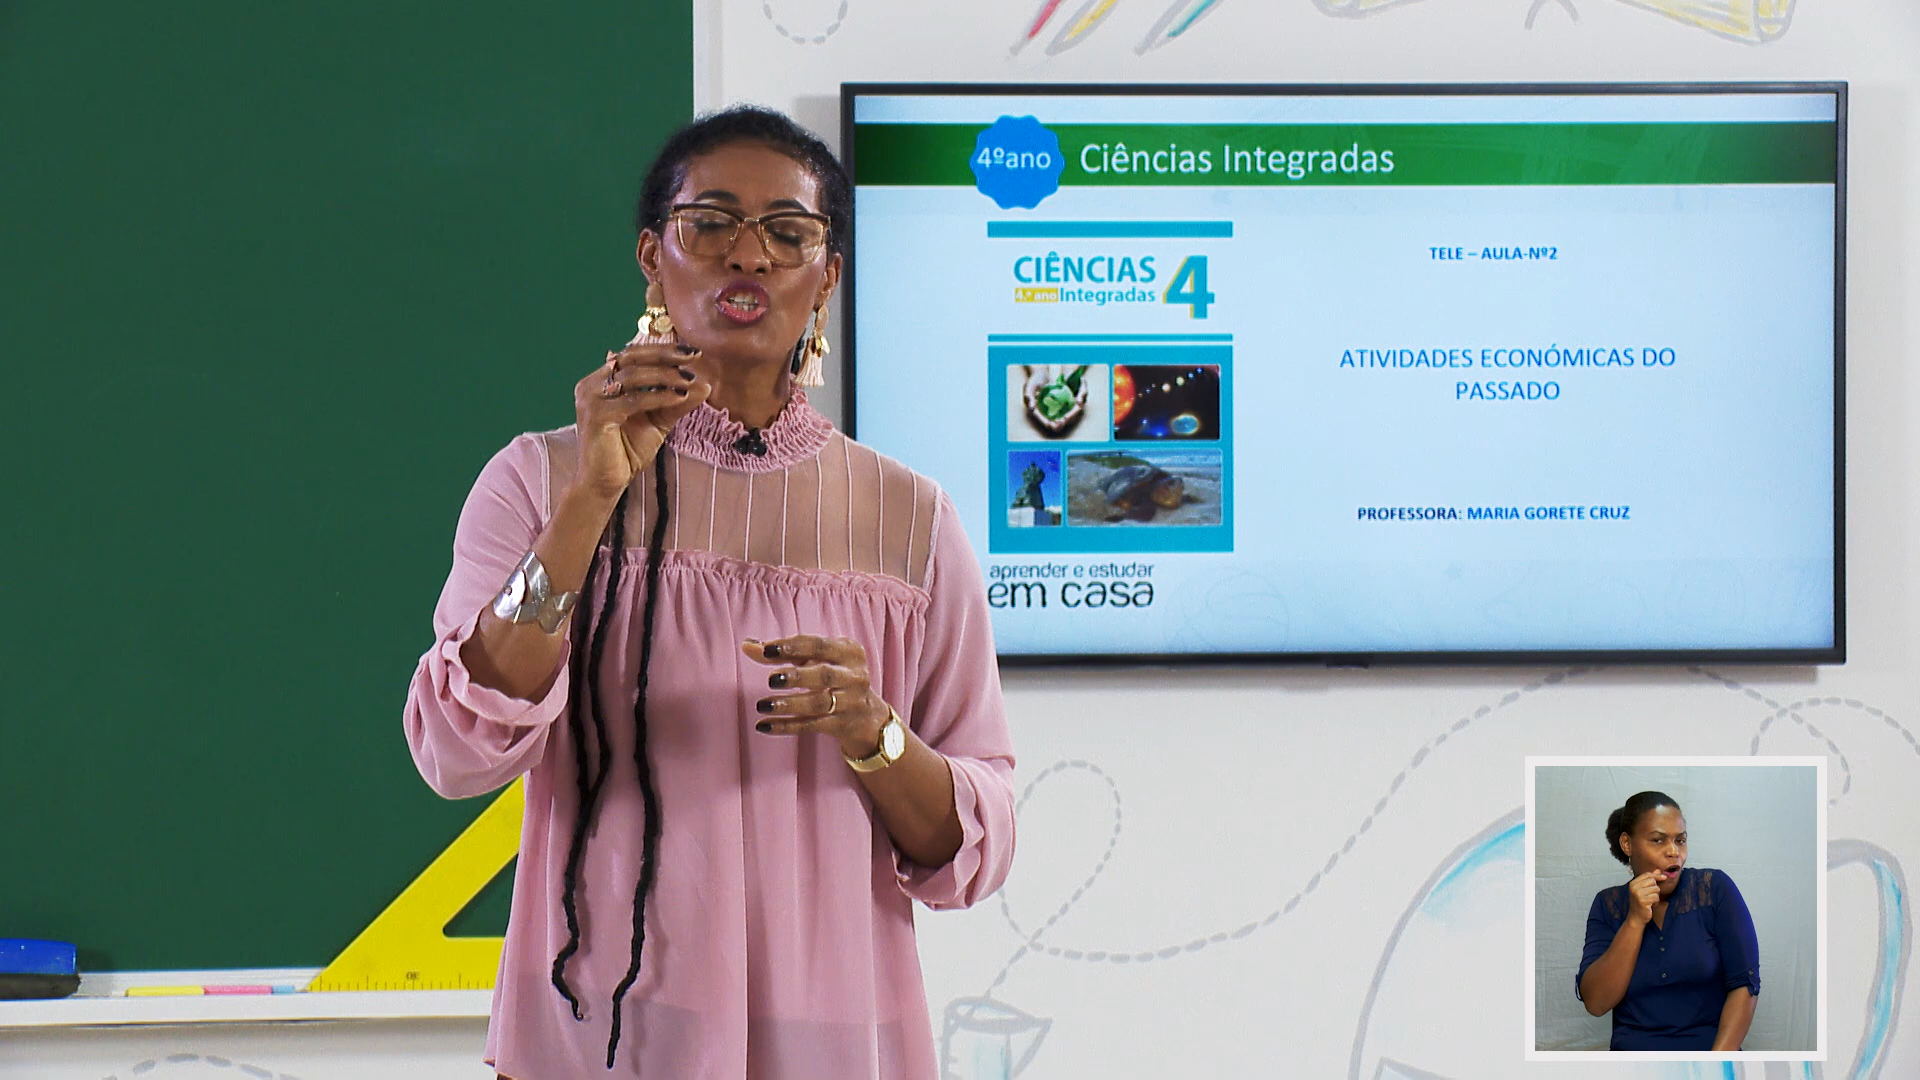 4ºano
Ciências Integradas
CIÊNCIAS
4.º ano Integradas
4
TELE – AULA-Nº2
ATIVIDADES ECONÓMICAS DO
PASSADO
PROFESSORA: MARIA GORETE CRUZ
aprender e estudar
em casa